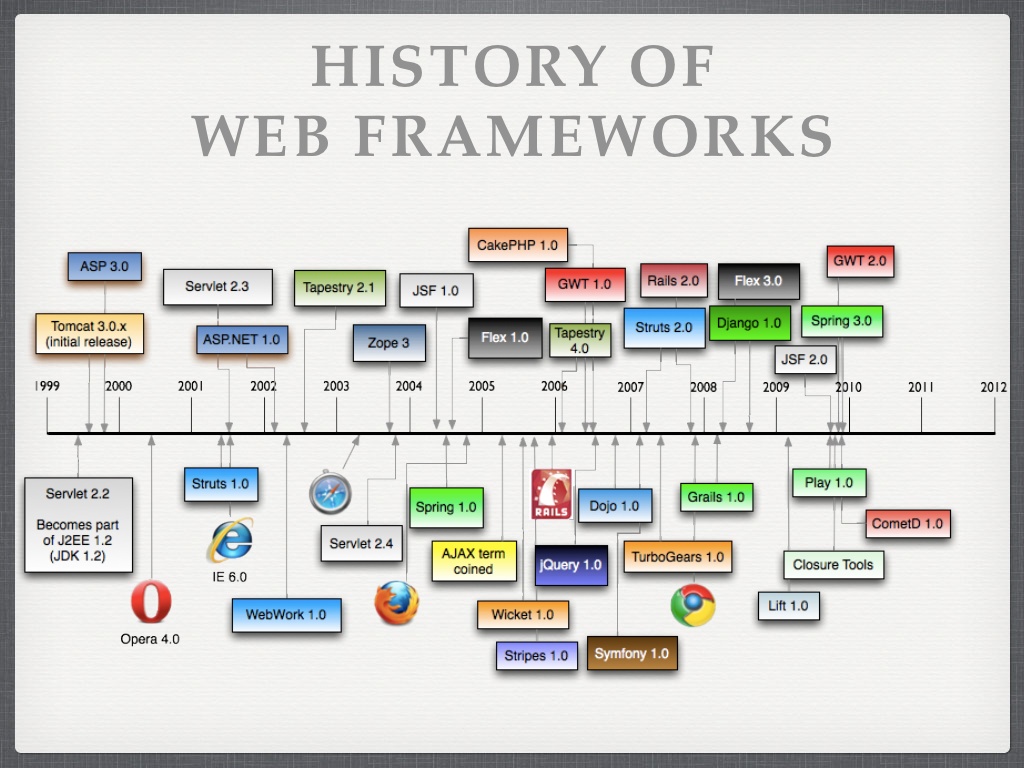 HISTORY OF
WEB FRAMEWORKS
CakePHP 1.0
ASP 3.0
GWT 2.0
Servlet 2.3
Tapestry 2.1
JSF 1.0
GWT 1.0
Rails 2.0
Flex 3.0
Tomcat 3.0.x
(initial release)
ASP.NET 1.0
Zope 3
Flex 1.0
Tapestry
4.0
Struts 2.0
Django 1.0
Spring 3.0
JSF 2.0
1999 2000 2001 2002 2003 2004 2005 2006 2007 2008 2009 2010 2011 2012
Servlet 2.2
Becomes part
of J2EE 1.2
(JDK 1.2)
Struts 1.0
IE 6.0
Opera 4.0
WebWork 1.0
Servlet 2.4
Spring 1.0
AJAX term
coined
RAILS
Dojo 1.0
Grails 1.0
Play 1.0
CometD 1.0
jQuery 1.0
TurboGears 1.0
Closure Tools
Wicket 1.0
Lift 1.0
Stripes 1.0
Symfony 1.0